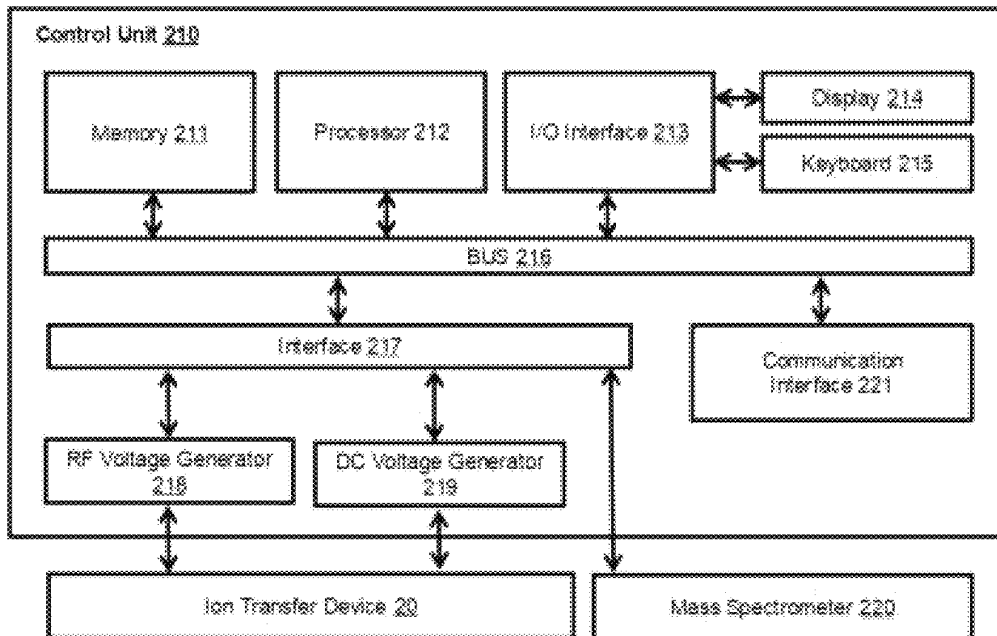 Control Unit 210
Memory 211
Processor 212
I/O Interface 213
Display 214
Keyboard 215
BUS 216
Interface 217
Communication
Interface 221
RF Voltage Generator
218
DC Voltage Generator
219
Ion Transfer Device 20
Mass Spectrometer 220